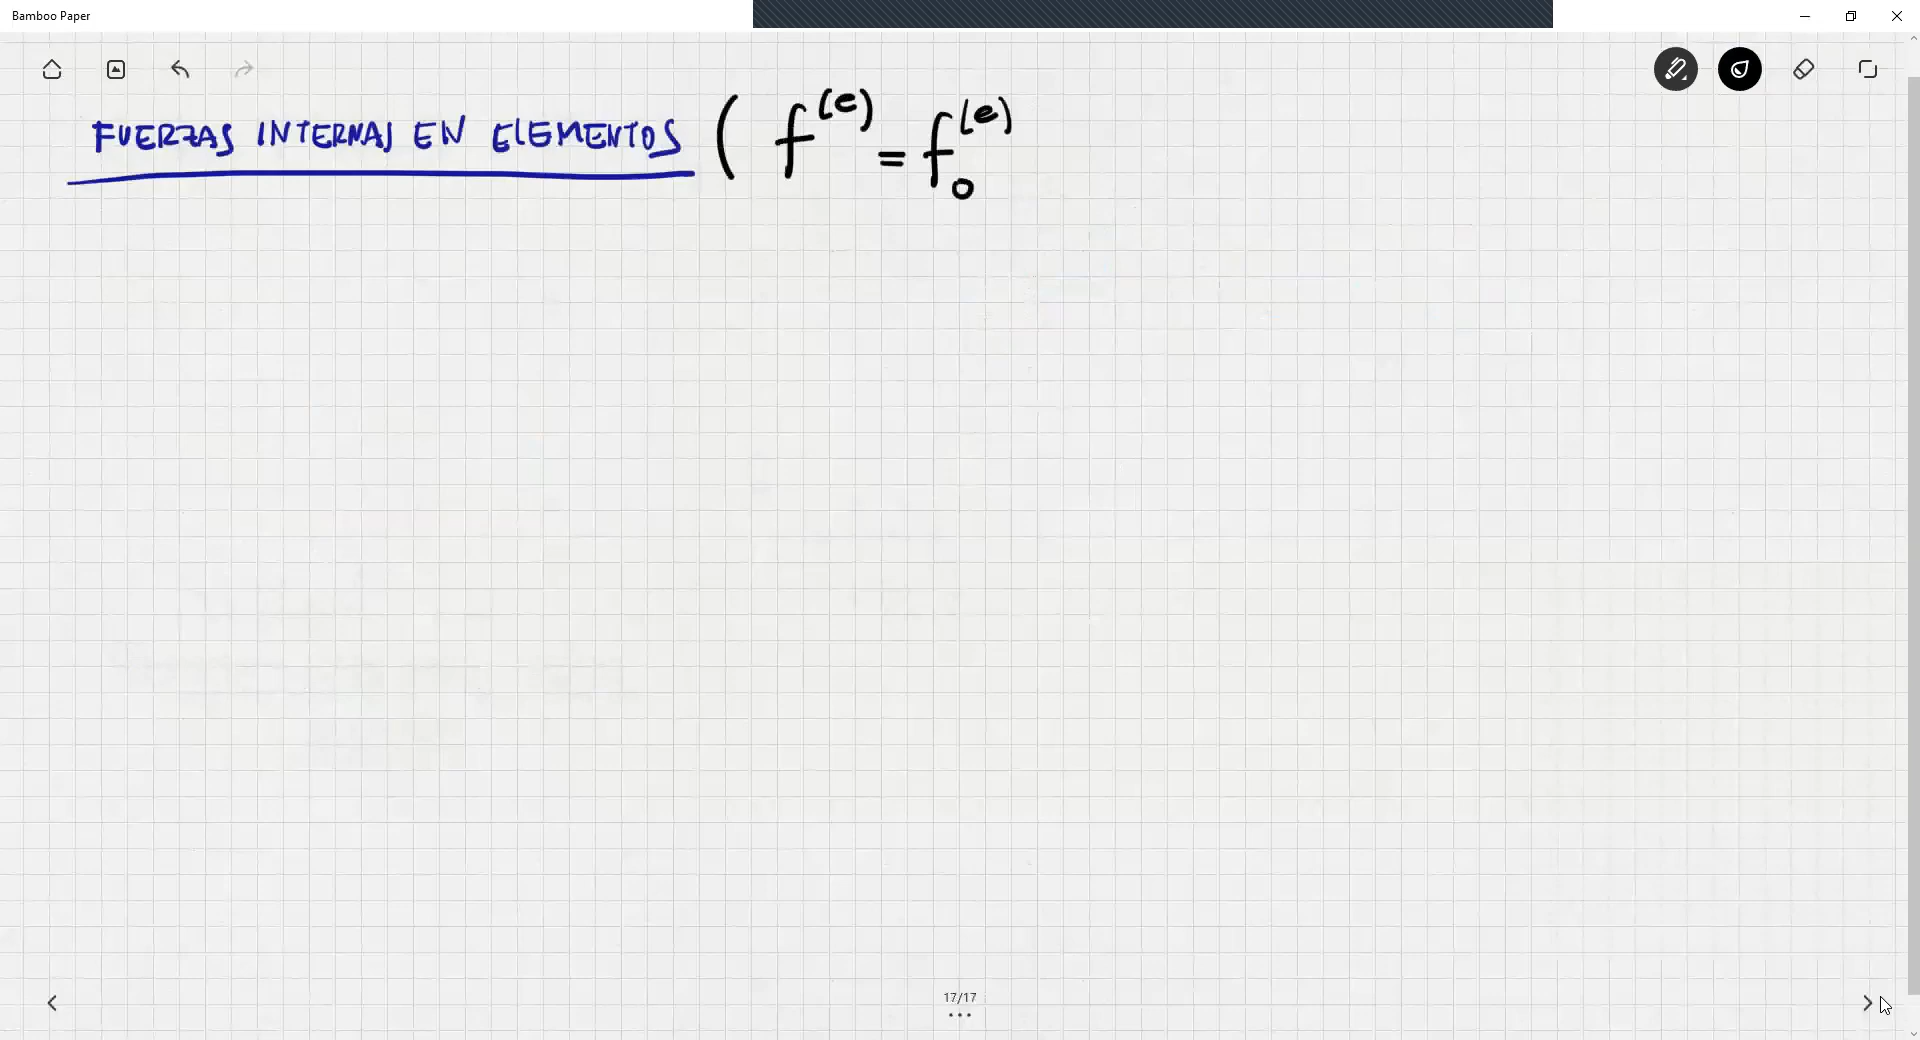 Bamboo Paper
FUERZAS INTERNAS EN ELEMENTOS ( f^(e) = f_0^(e)
17/17